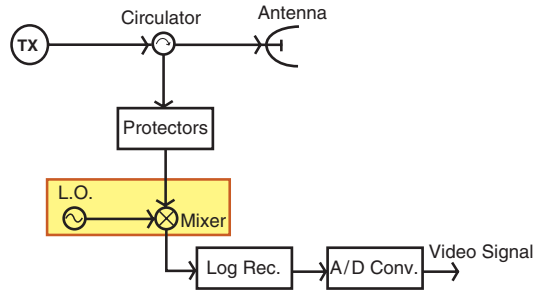 Circulator
Antenna
TX
Protectors
L.O.
Mixer
Log Rec.
A/D Conv.
Video Signal